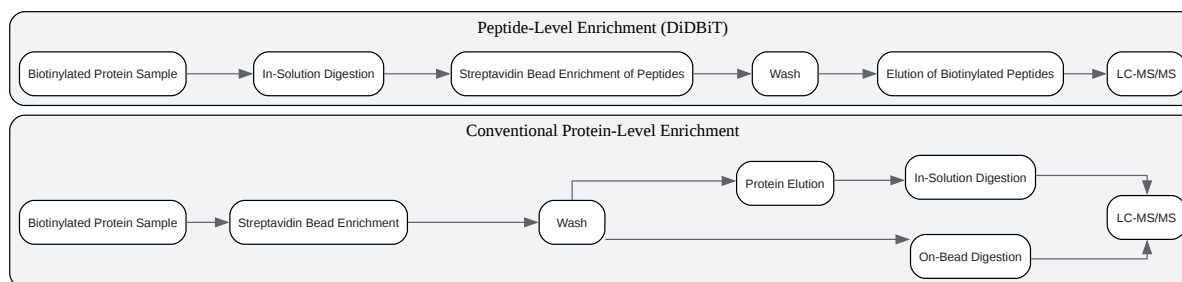 Peptide-Level Enrichment (DiDBiT)
Biotinylated Protein Sample
In-Solution Digestion
Streptavidin Bead Enrichment of Peptides
Wash
Elution of Biotinylated Peptides
LC-MS/MS
Conventional Protein-Level Enrichment
Biotinylated Protein Sample
Streptavidin Bead Enrichment
Wash
Protein Elution
In-Solution Digestion
On-Bead Digestion
LC-MS/MS